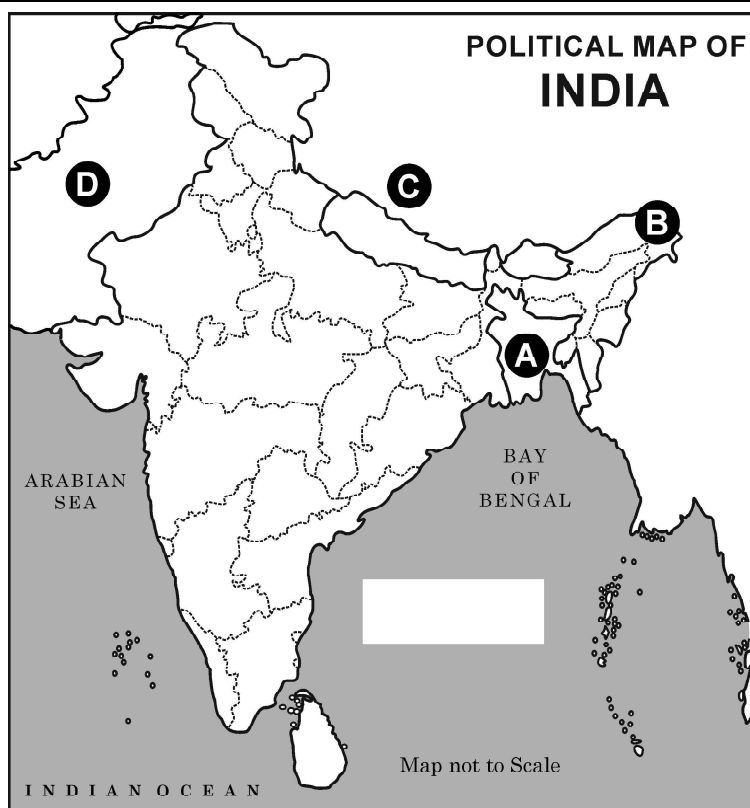 POLITICAL MAP OF
INDIA
D
C
B
A
ARABIAN
SEA
BAY
OF
BENGAL
Map not to Scale
INDIAN OCEAN